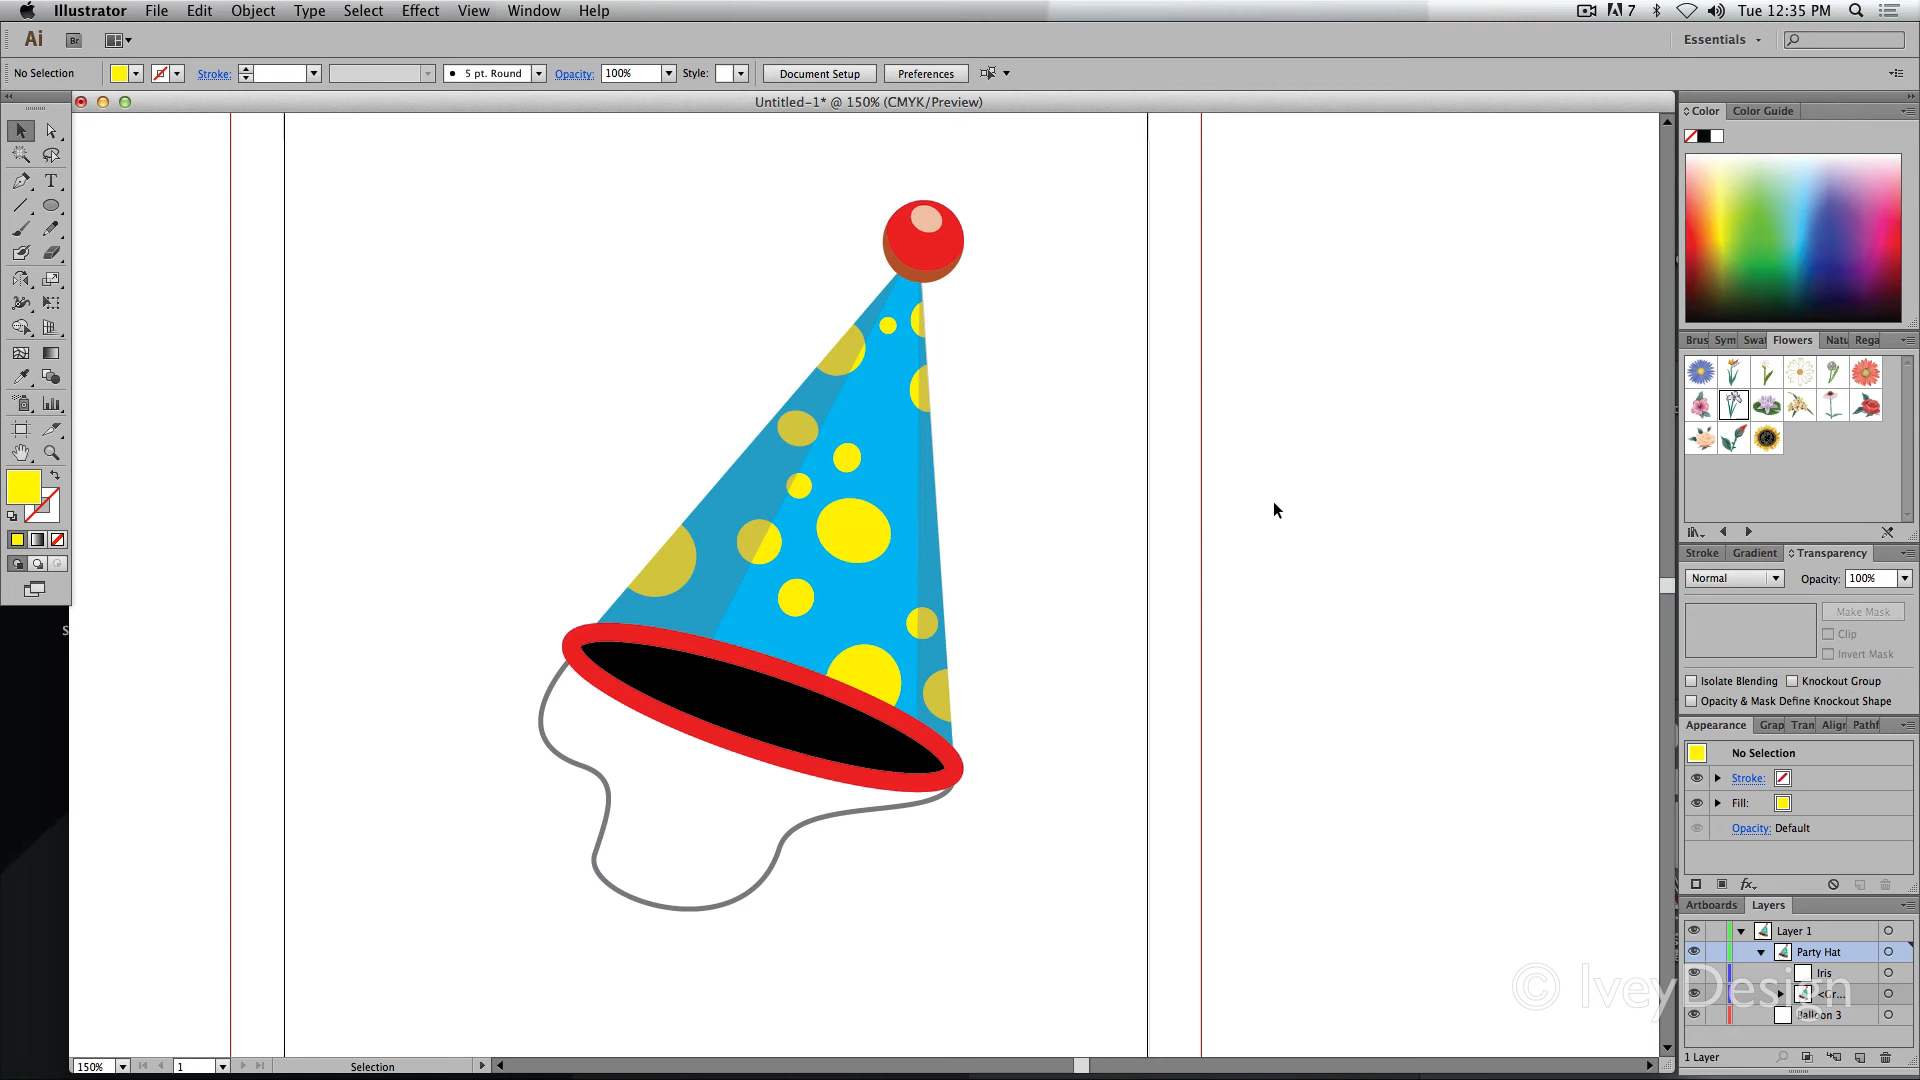 Illustrator File Edit Object Type Select Effect View Window Help
7 Tue 12:35 PM
Ai Br Essentials
No Selection Stroke: 5 pt. Round Opacity: 100% Style: Document Setup Preferences
Untitled-1* @ 150% (CMYK/Preview)
Color Color Guide
T
Brus Sym Swat Flowers Natu Rega
Stroke Gradient Transparency
Normal Opacity: 100%
Make Mask
Clip
Invert Mask
Isolate Blending Knockout Group
Opacity & Mask Define Knockout Shape
Appearance Grap Tran Align Pathf
No Selection
Stroke:
Fill:
Opacity: Default
fx
Artboards Layers
Layer 1
Party Hat
Iris
<Gr...
Balloon 3
© IveyDesign
1 Layer
150% 1 Selection